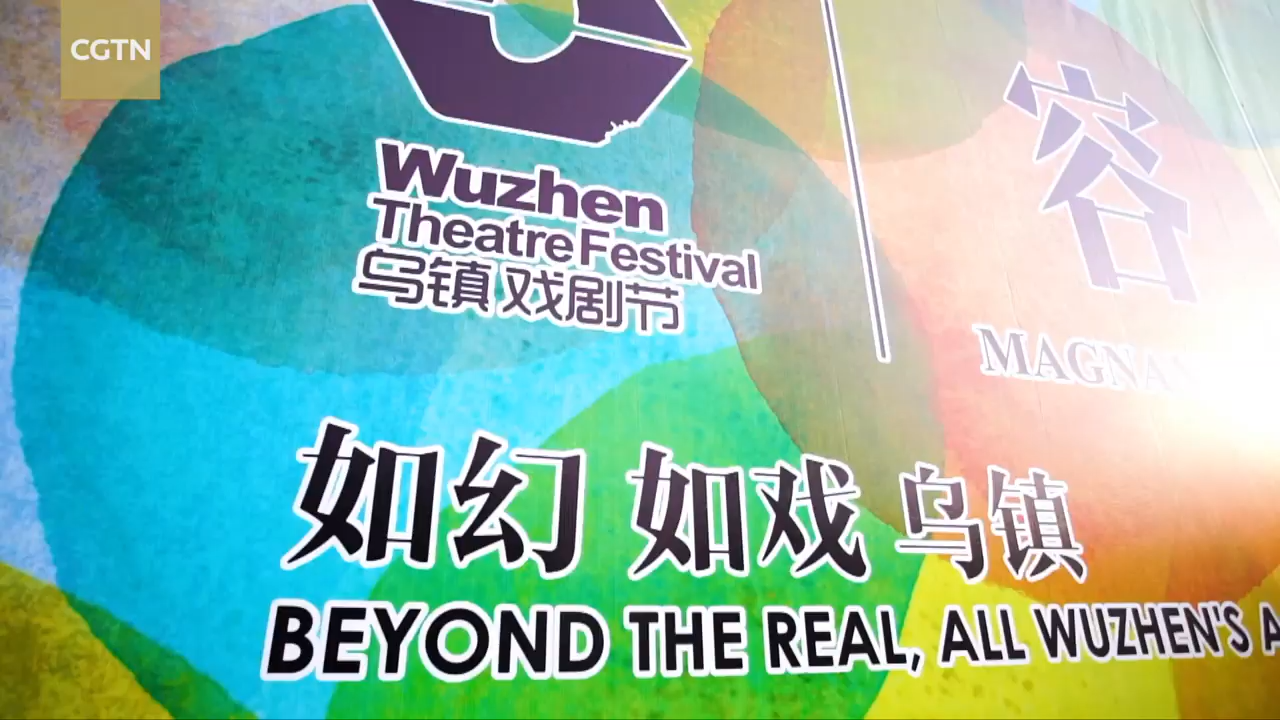 CGTN
Wuzhen
Theatre Festival
乌镇戏剧节
容
如幻 如戏 乌镇
BEYOND THE REAL, ALL WUZHEN'S